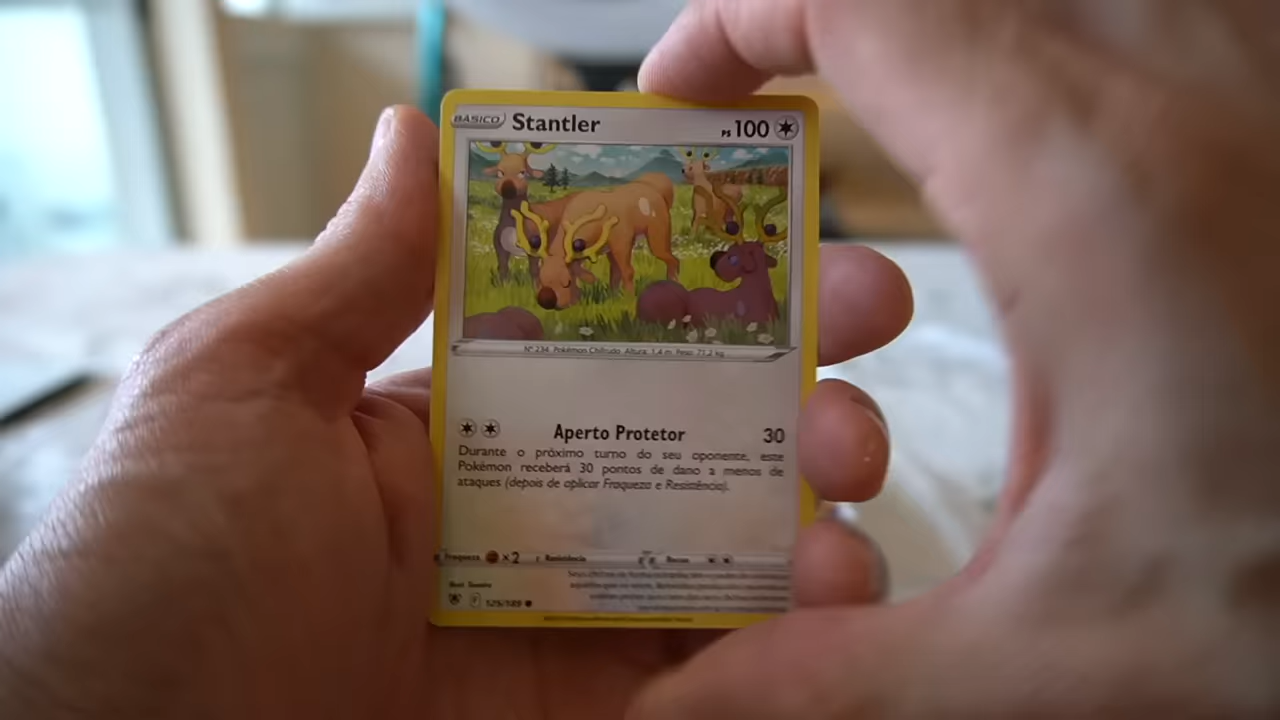 BÁSICO Stantler PS 100
Nº 234 Pokémon Chifrudo Altura: 1,4 m Peso: 71,2 kg
Aperto Protetor 30
Durante o próximo turno do seu oponente, este
Pokémon receberá 30 pontos de dano a menos de
ataques (depois de aplicar Fraqueza e Resistência).
Fraqueza ×2 Resistência Recuo
125/189